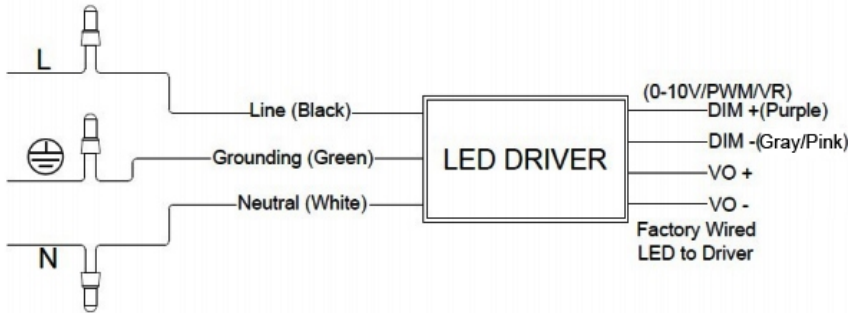 L
Line (Black)
Grounding (Green)
Neutral (White)
N
LED DRIVER
(0-10V/PWM/VR)
DIM +(Purple)
DIM -(Gray/Pink)
VO +
VO -
Factory Wired
LED to Driver